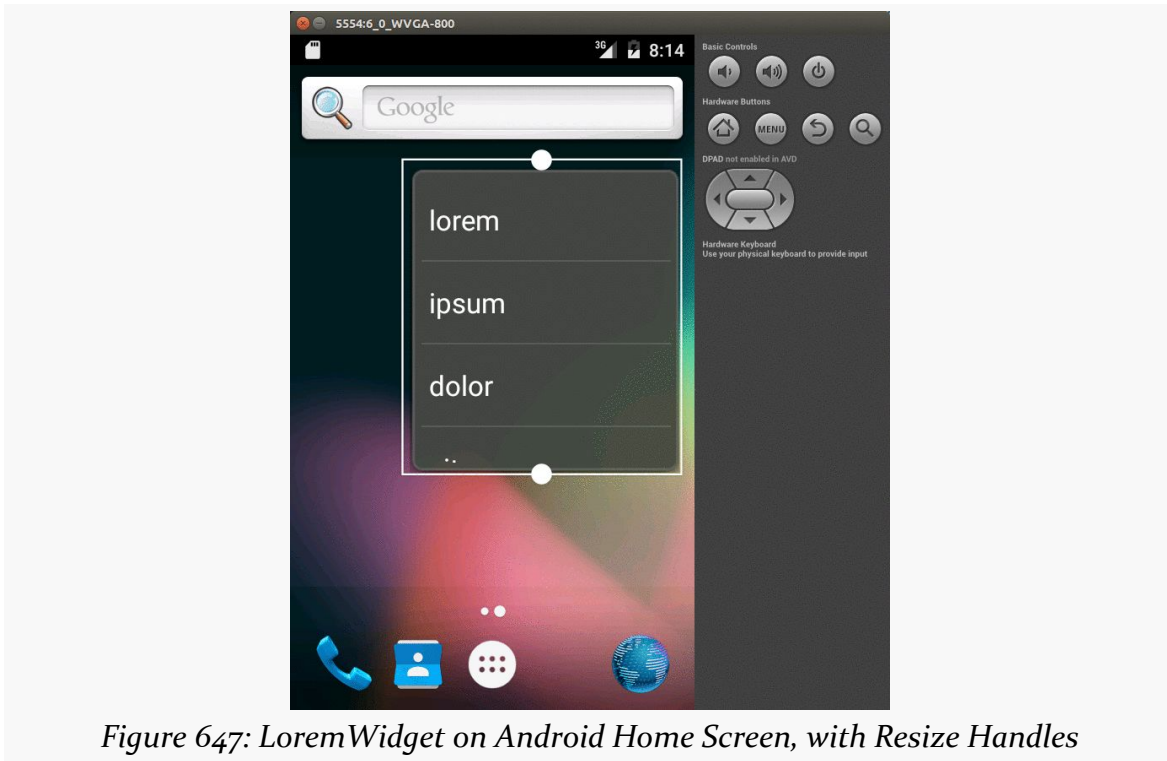 5554:6_0_WVGA-800
3G 8:14
Google
lorem
ipsum
dolor
Basic Controls
Hardware Buttons
MENU
DPAD not enabled in AVD
Hardware Keyboard
Use your physical keyboard to provide input
Figure 647: LoremWidget on Android Home Screen, with Resize Handles